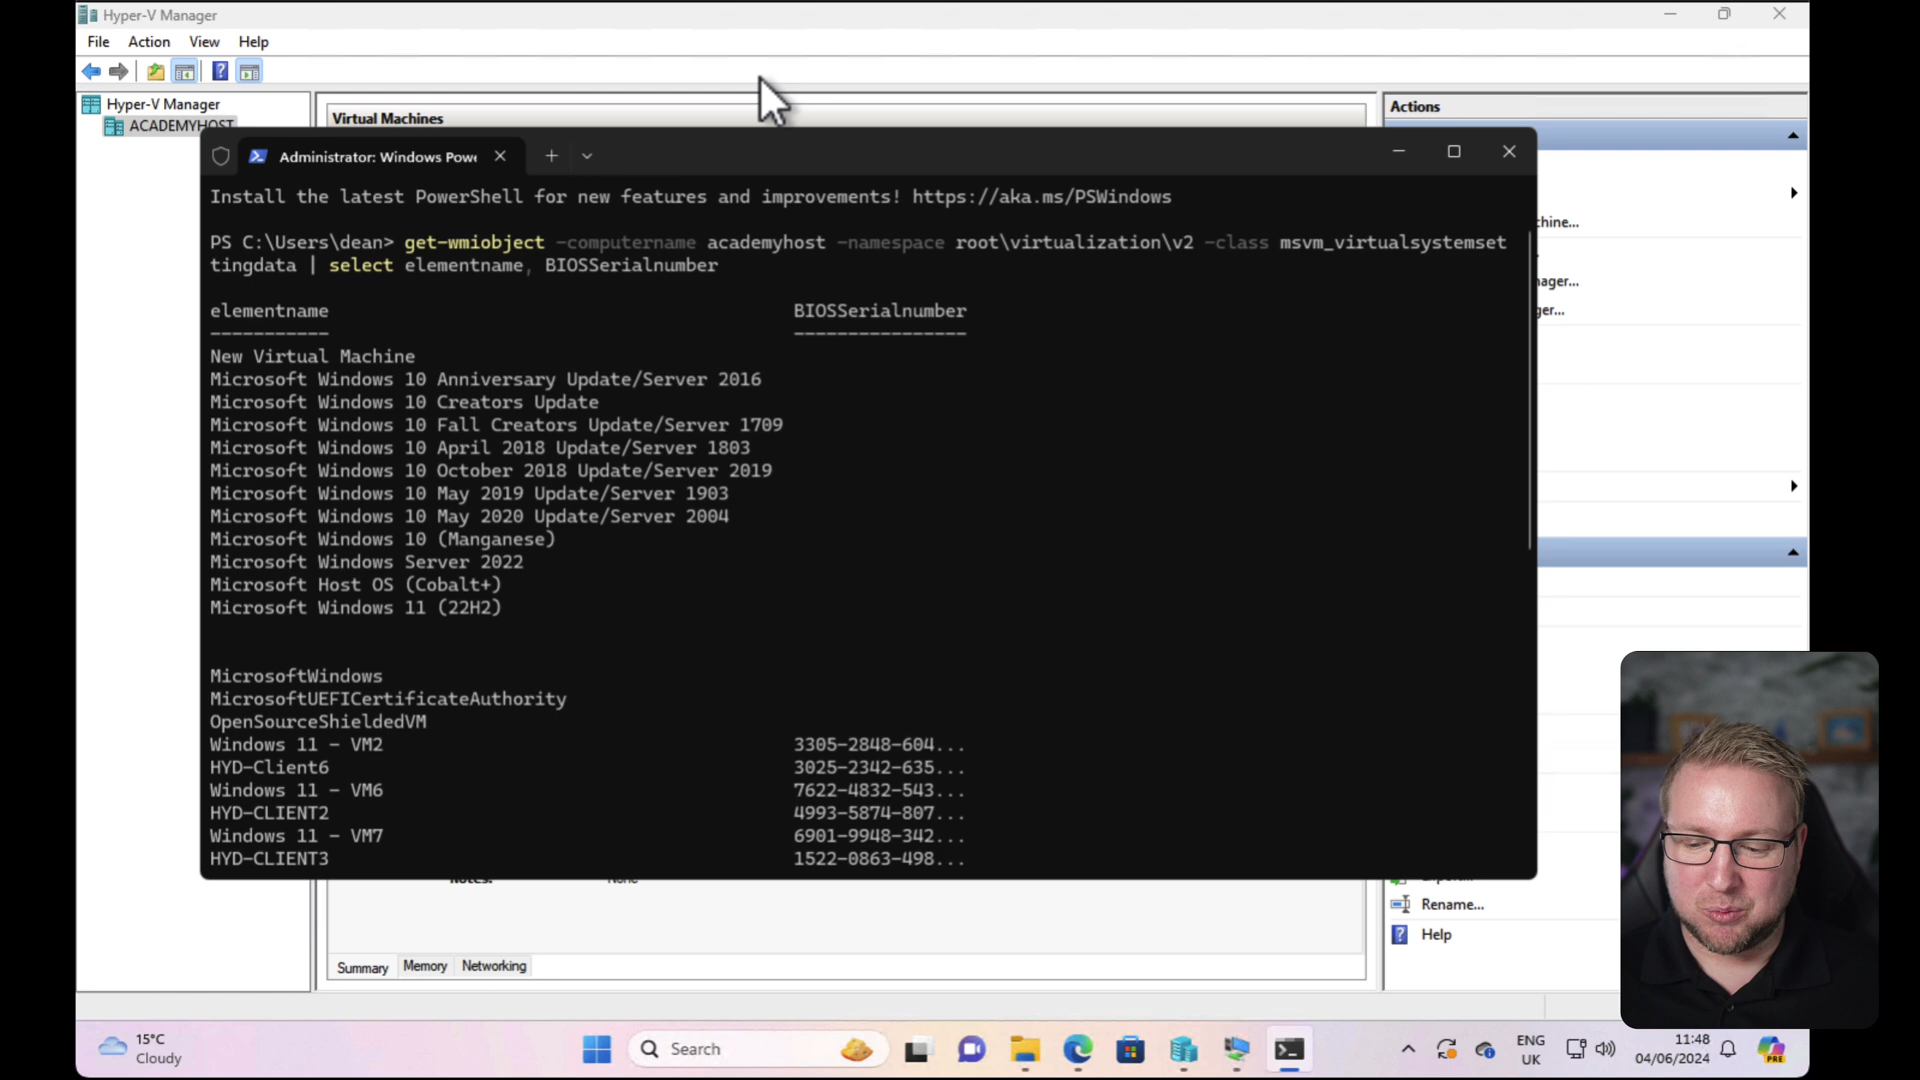 Hyper-V Manager
File Action View Help
Hyper-V Manager
ACADEMYHOST
Virtual Machines
Actions
Administrator: Windows Powe
Install the latest PowerShell for new features and improvements! https://aka.ms/PSWindows
PS C:\Users\dean> get-wmiobject -computername academyhost -namespace root\virtualization\v2 -class msvm_virtualsystemset
tingdata | select elementname, BIOSSerialnumber
elementname BIOSSerialnumber
----------- ----------------
New Virtual Machine
Microsoft Windows 10 Anniversary Update/Server 2016
Microsoft Windows 10 Creators Update
Microsoft Windows 10 Fall Creators Update/Server 1709
Microsoft Windows 10 April 2018 Update/Server 1803
Microsoft Windows 10 October 2018 Update/Server 2019
Microsoft Windows 10 May 2019 Update/Server 1903
Microsoft Windows 10 May 2020 Update/Server 2004
Microsoft Windows 10 (Manganese)
Microsoft Windows Server 2022
Microsoft Host OS (Cobalt+)
Microsoft Windows 11 (22H2)
MicrosoftWindows
MicrosoftUEFICertificateAuthority
OpenSourceShieldedVM
Windows 11 - VM2 3305-2848-604...
HYD-Client6 3025-2342-635...
Windows 11 - VM6 7622-4832-543...
HYD-CLIENT2 4993-5874-807...
Windows 11 - VM7 6901-9948-342...
HYD-CLIENT3 1522-0863-498...
chine...
nager...
ger...
Notes: None
Rename...
Help
Summary Memory Networking
15°C
Cloudy
Search
ENG
UK
11:48
04/06/2024
PRE